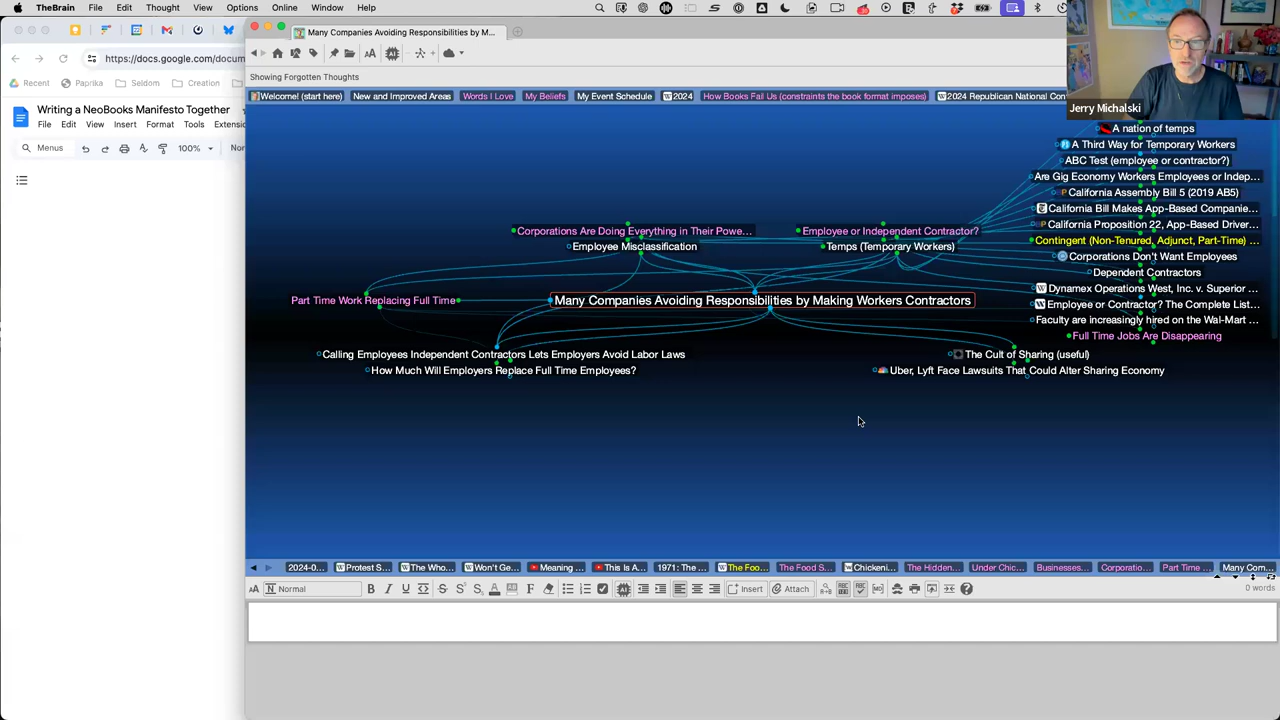 TheBrain File Edit Thought View Options Online Window Help
Many Companies Avoiding Responsibilities by M...
https://docs.google.com/docum
Recent Paprika Seldom Creation
Showing Forgotten Thoughts
Welcome! (start here) New and Improved Areas Words I Love My Beliefs My Event Schedule 2024 How Books Fail Us (constraints the book format imposes) 2024 Republican National Con
Jerry Michalski
Writing a NeoBooks Manifesto Together
File Edit View Insert Format Tools Extensio
Menus 100% Nor
A nation of temps
A Third Way for Temporary Workers
ABC Test (employee or contractor?)
Are Gig Economy Workers Employees or Indep...
California Assembly Bill 5 (2019 AB5)
California Bill Makes App-Based Companie...
California Proposition 22, App-Based Driver...
Contingent (Non-Tenured, Adjunct, Part-Time) ...
Corporations Don't Want Employees
Dependent Contractors
Dynamex Operations West, Inc. v. Superior ...
Employee or Contractor? The Complete List...
Faculty are increasingly hired on the Wal-Mart ...
Full Time Jobs Are Disappearing
Corporations Are Doing Everything in Their Powe...
Employee or Independent Contractor?
Employee Misclassification
Temps (Temporary Workers)
Part Time Work Replacing Full Time
Many Companies Avoiding Responsibilities by Making Workers Contractors
Calling Employees Independent Contractors Lets Employers Avoid Labor Laws
The Cult of Sharing (useful)
How Much Will Employers Replace Full Time Employees?
Uber, Lyft Face Lawsuits That Could Alter Sharing Economy
2024-0... Protest S... The Who... Won't Ge... Meaning ... This Is A... 1971: The ... The Foo... The Food S... Chickeni... The Hidden... Under Chic... Businesses... Corporatio... Part Time ... Many Com...
Normal B I U S Insert Attach 0 words